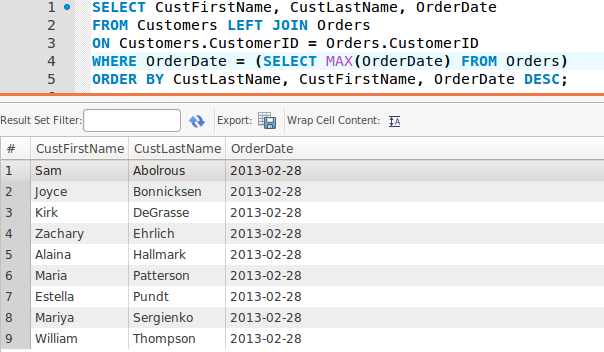 1 SELECT CustFirstName, CustLastName, OrderDate
2 FROM Customers LEFT JOIN Orders
3 ON Customers.CustomerID = Orders.CustomerID
4 WHERE OrderDate = (SELECT MAX(OrderDate) FROM Orders)
5 ORDER BY CustLastName, CustFirstName, OrderDate DESC;
Result Set Filter: Export: Wrap Cell Content:
# CustFirstName CustLastName OrderDate
1 Sam Abolrous 2013-02-28
2 Joyce Bonnicksen 2013-02-28
3 Kirk DeGrasse 2013-02-28
4 Zachary Ehrlich 2013-02-28
5 Alaina Hallmark 2013-02-28
6 Maria Patterson 2013-02-28
7 Estella Pundt 2013-02-28
8 Mariya Sergienko 2013-02-28
9 William Thompson 2013-02-28